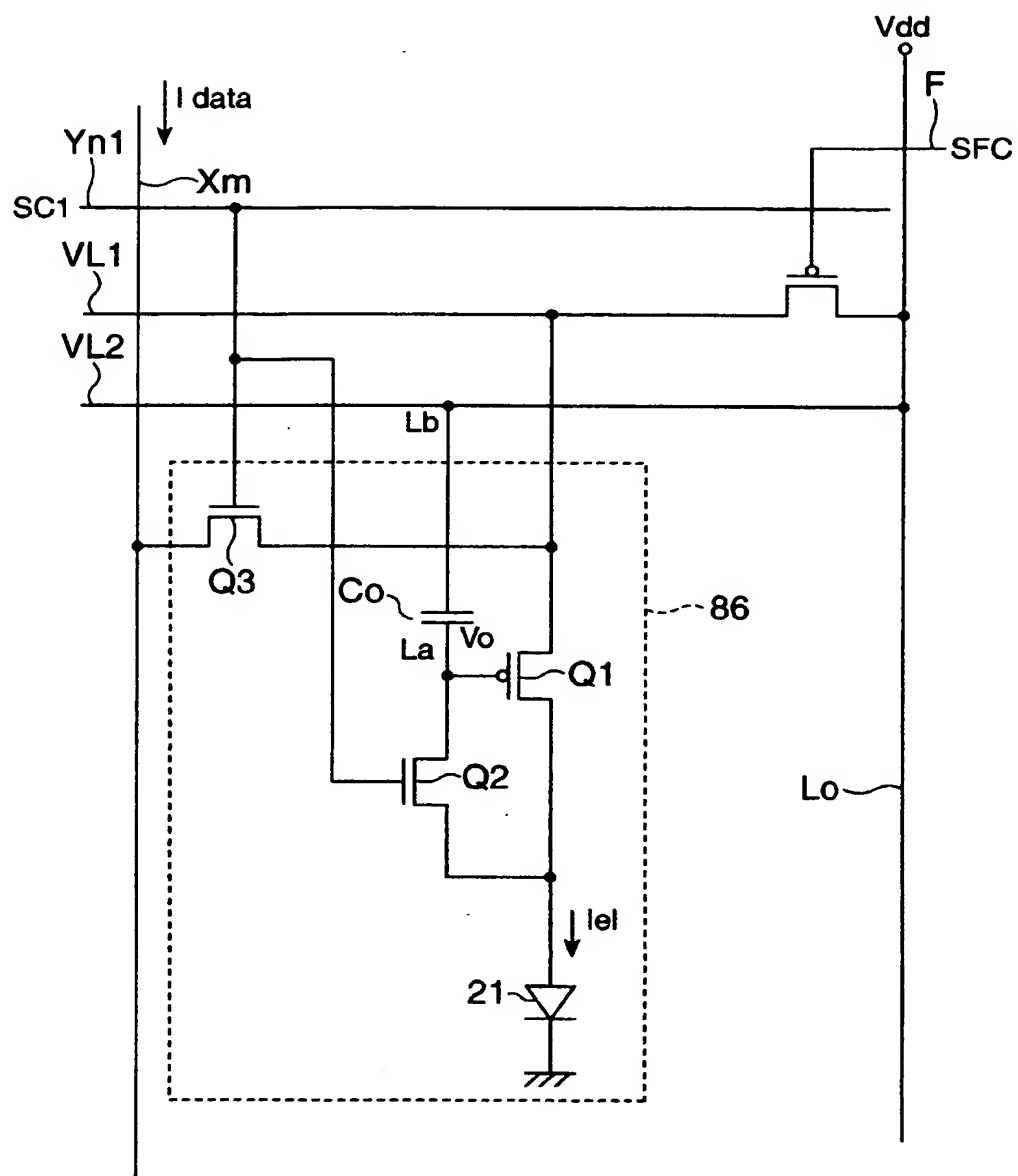 Vdd
I data
F
Yn1
SFC
Xm
SC1
VL1
VL2
Lb
Q3
Co
86
Vo
La
Q1
Q2
Lo
Iel
21